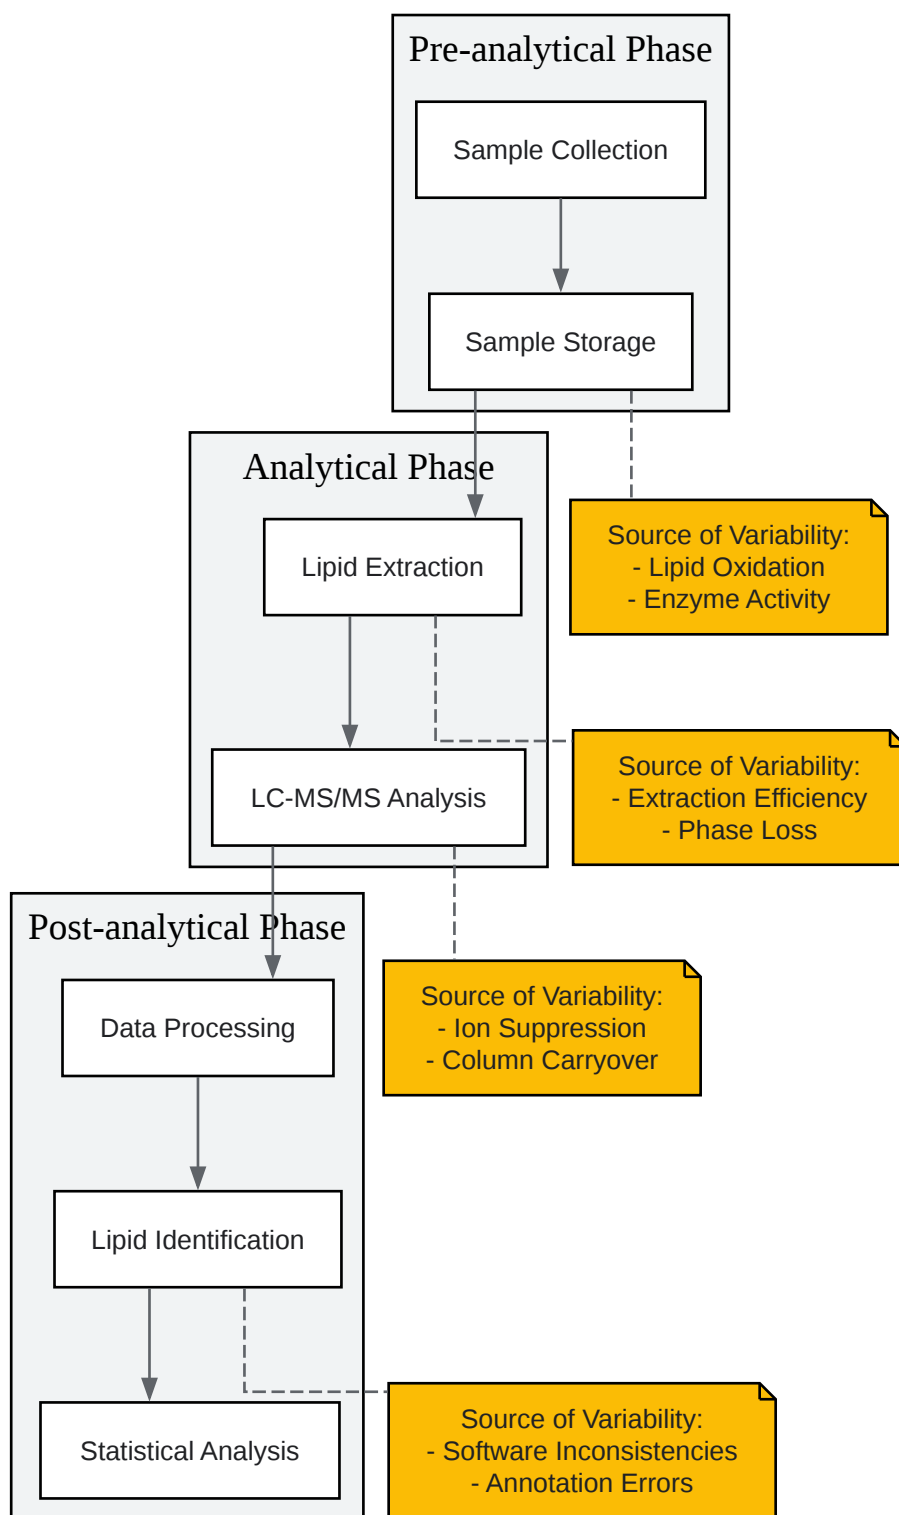 Pre-analytical Phase
Sample Collection
Sample Storage
Analytical Phase
Lipid Extraction
Source of Variability:
- Lipid Oxidation
- Enzyme Activity
LC-MS/MS Analysis
Source of Variability:
- Extraction Efficiency
- Phase Loss
Post-analytical Phase
Data Processing
Source of Variability:
- Ion Suppression
- Column Carryover
Lipid Identification
Statistical Analysis
Source of Variability:
- Software Inconsistencies
- Annotation Errors